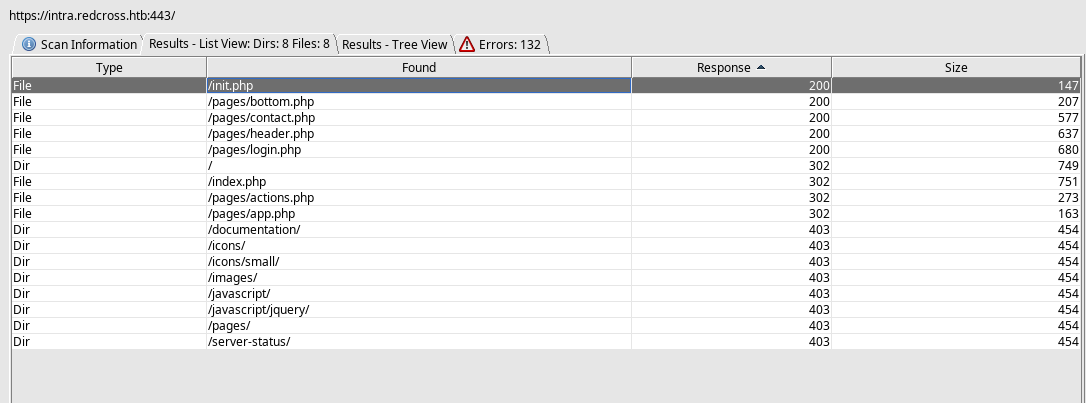 https://intra.redcross.htb:443/
Scan Information Results - List View: Dirs: 8 Files: 8 Results - Tree View Errors: 132
Type Found Response Size
File /init.php 200 147
File /pages/bottom.php 200 207
File /pages/contact.php 200 577
File /pages/header.php 200 637
File /pages/login.php 200 680
Dir / 302 749
File /index.php 302 751
File /pages/actions.php 302 273
File /pages/app.php 302 163
Dir /documentation/ 403 454
Dir /icons/ 403 454
Dir /icons/small/ 403 454
Dir /images/ 403 454
Dir /javascript/ 403 454
Dir /javascript/jquery/ 403 454
Dir /pages/ 403 454
Dir /server-status/ 403 454